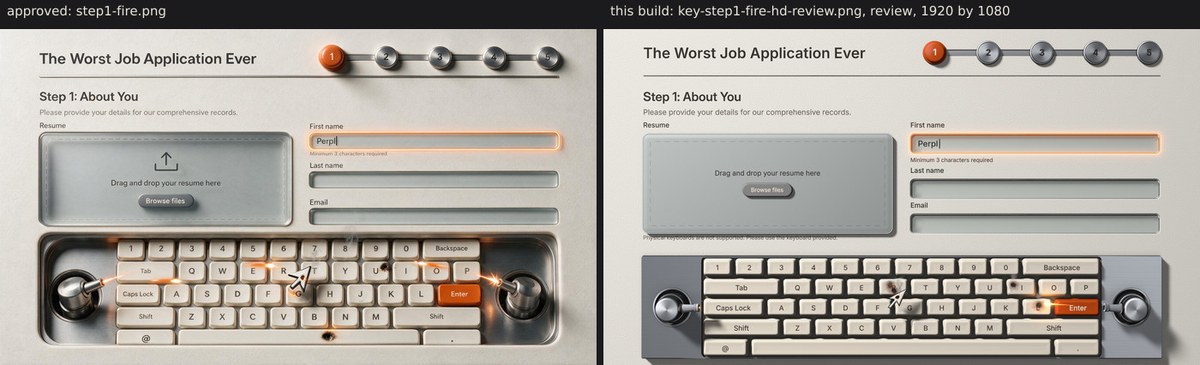 approved: step1-fire.png
The Worst Job Application Ever
1 2 3 4 5
Step 1: About You
Please provide your details for our comprehensive records.
Resume
Drag and drop your resume here
Browse files
First name
Perpl
Minimum 3 characters required
Last name
Email
1 2 3 4 5 6 7 8 9 0 Backspace
Tab Q W E R T Y U I O P
Caps Lock A S D F G H J K L Enter
Shift Z X C V B N M Shift
@ .
this build: key-step1-fire-hd-review.png, review, 1920 by 1080
The Worst Job Application Ever
1 2 3 4 5
Step 1: About You
Please provide your details for our comprehensive records.
Resume
Drag and drop your resume here
Browse files
First name
Perpl
Minimum 3 characters required
Last name
Email
Physical keyboards are not supported. Please use the keyboard provided.
1 2 3 4 5 6 7 8 9 0 Backspace
Tab Q W E T Y U I O P
Caps Lock A S D F G H J K Enter
Shift Z X C V B N M Shift
@ .